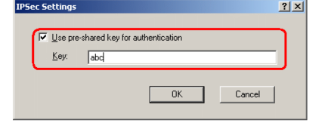 IPSec Settings
Use pre-shared key for authentication
Key: abc
OK Cancel